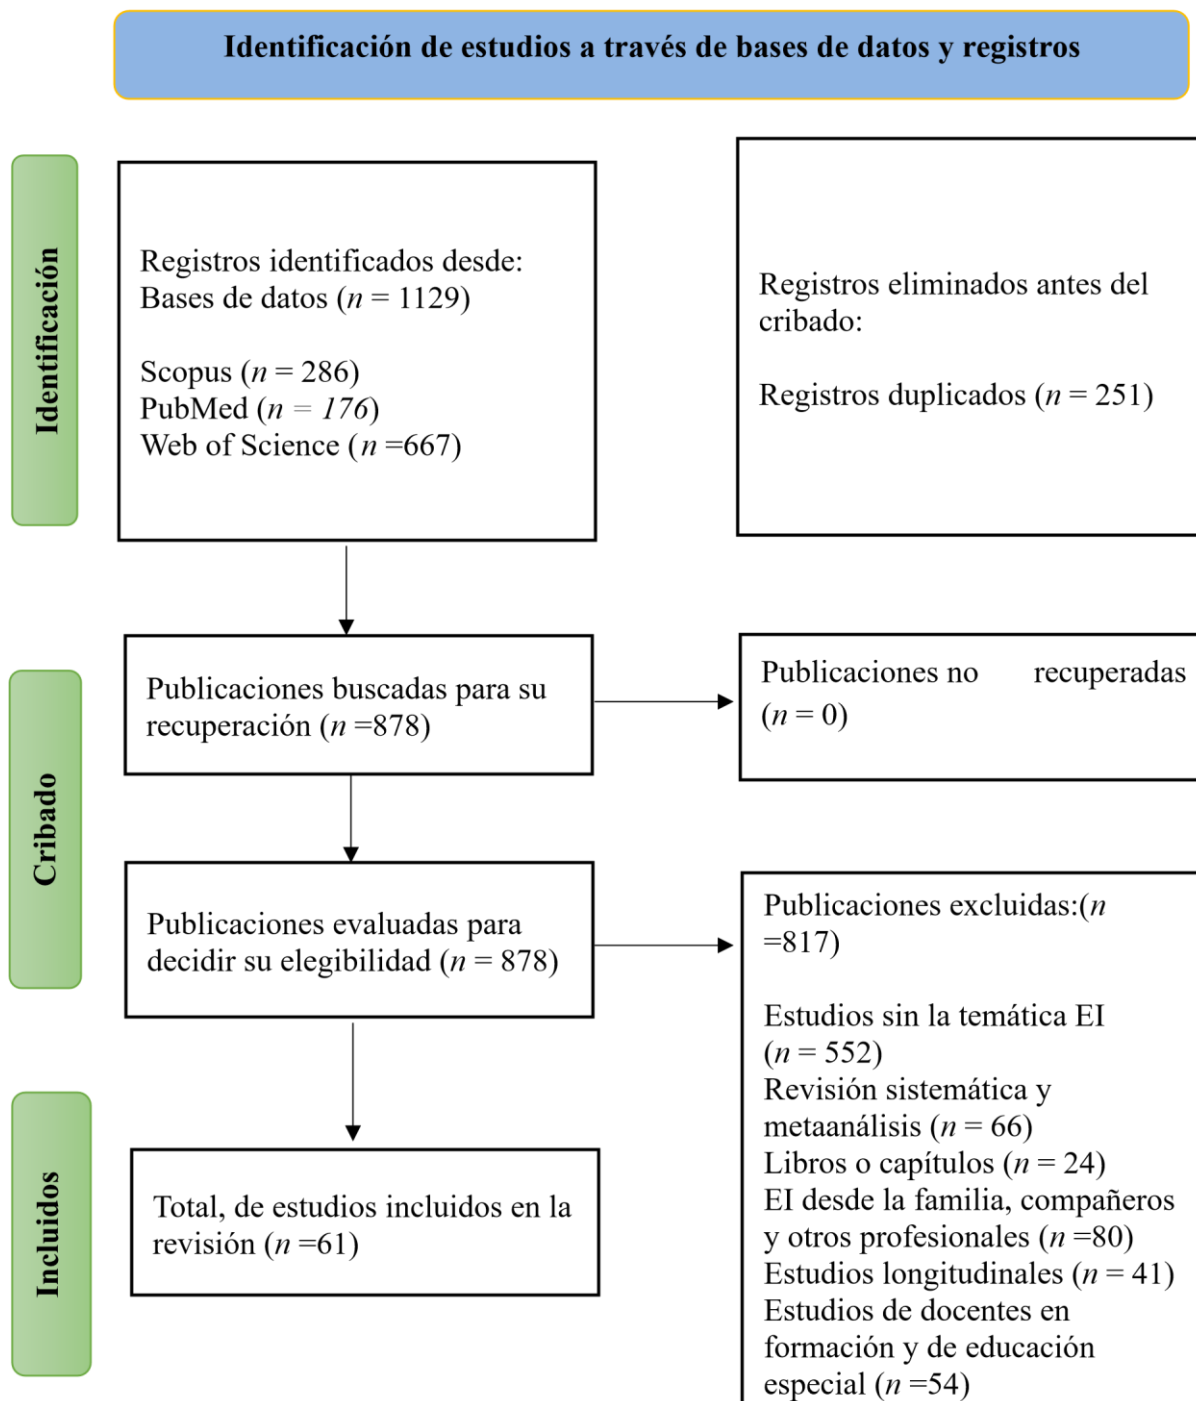 Identificación de estudios a través de bases de datos y registros
Identificación
Registros identificados desde:
Bases de datos (n = 1129)
Scopus (n = 286)
PubMed (n = 176)
Web of Science (n =667)
Registros eliminados antes del
cribado:
Registros duplicados (n = 251)
Cribado
Publicaciones buscadas para su
recuperación (n =878)
Publicaciones no recuperadas
(n = 0)
Publicaciones evaluadas para
decidir su elegibilidad (n = 878)
Publicaciones excluidas:(n
=817)
Estudios sin la temática EI
(n = 552)
Revisión sistemática y
metaanálisis (n = 66)
Libros o capítulos (n = 24)
EI desde la familia, compañeros
y otros profesionales (n =80)
Estudios longitudinales (n = 41)
Estudios de docentes en
formación y de educación
especial (n =54)
Incluidos
Total, de estudios incluidos en la
revisión (n =61)